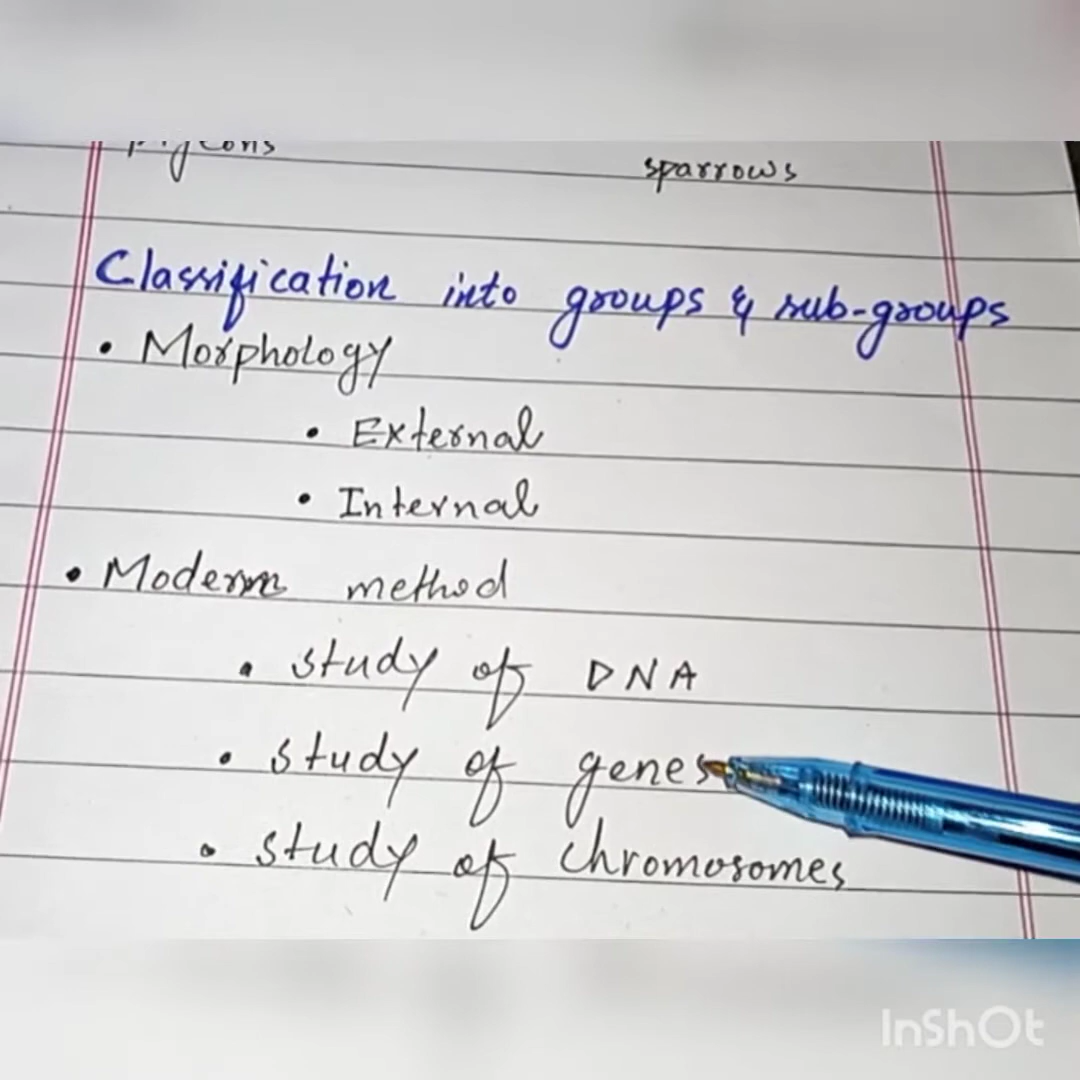 pigeons sparrows
Classification into groups & sub-groups
• Morphology
• External
• Internal
• Modern method
• study of DNA
• study of genes
• study of chromosomes
InShOt